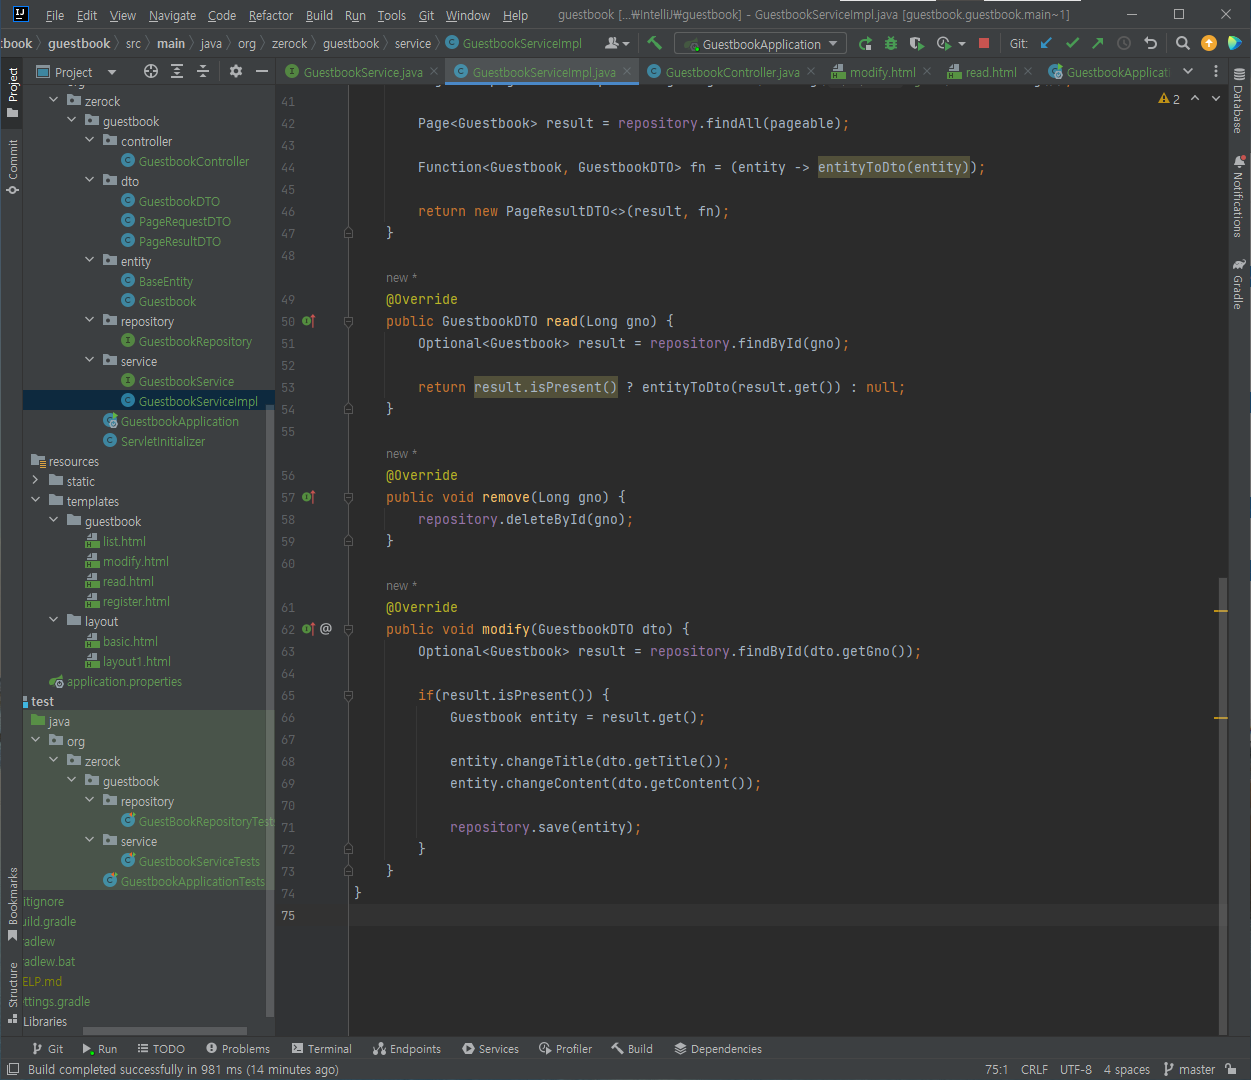 File Edit View Navigate Code Refactor Build Run Tools Git Window Help guestbook [...₩IntelliJ₩guestbook] - GuestbookServiceImpl.java [guestbook.guestbook.main~1]
tbook guestbook src main java org zerock guestbook service GuestbookServiceImpl GuestbookApplication Git:
Project GuestbookService.java GuestbookServiceImpl.java GuestbookController.java modify.html read.html GuestbookApplicati
Project
Commit
Bookmarks
Structure
org
zerock
guestbook
controller
GuestbookController
dto
GuestbookDTO
PageRequestDTO
PageResultDTO
entity
BaseEntity
Guestbook
repository
GuestbookRepository
service
GuestbookService
GuestbookServiceImpl
GuestbookApplication
ServletInitializer
resources
static
templates
guestbook
list.html
modify.html
read.html
register.html
layout
basic.html
layout1.html
application.properties
test
java
org
zerock
guestbook
repository
GuestBookRepositoryTest
service
GuestbookServiceTests
GuestbookApplicationTests
itignore
uild.gradle
adlew
adlew.bat
ELP.md
ttings.gradle
Libraries
2
41
42 Page<Guestbook> result = repository.findAll(pageable);
43
44 Function<Guestbook, GuestbookDTO> fn = (entity -> entityToDto(entity));
45
46 return new PageResultDTO<>(result, fn);
47 }
48
new *
49 @Override
50 public GuestbookDTO read(Long gno) {
51 Optional<Guestbook> result = repository.findById(gno);
52
53 return result.isPresent() ? entityToDto(result.get()) : null;
54 }
55
new *
56 @Override
57 public void remove(Long gno) {
58 repository.deleteById(gno);
59 }
60
new *
61 @Override
62 @ public void modify(GuestbookDTO dto) {
63 Optional<Guestbook> result = repository.findById(dto.getGno());
64
65 if(result.isPresent()) {
66 Guestbook entity = result.get();
67
68 entity.changeTitle(dto.getTitle());
69 entity.changeContent(dto.getContent());
70
71 repository.save(entity);
72 }
73 }
74 }
75
Database
Notifications
Gradle
Git Run TODO Problems Terminal Endpoints Services Profiler Build Dependencies
Build completed successfully in 981 ms (14 minutes ago) 75:1 CRLF UTF-8 4 spaces master